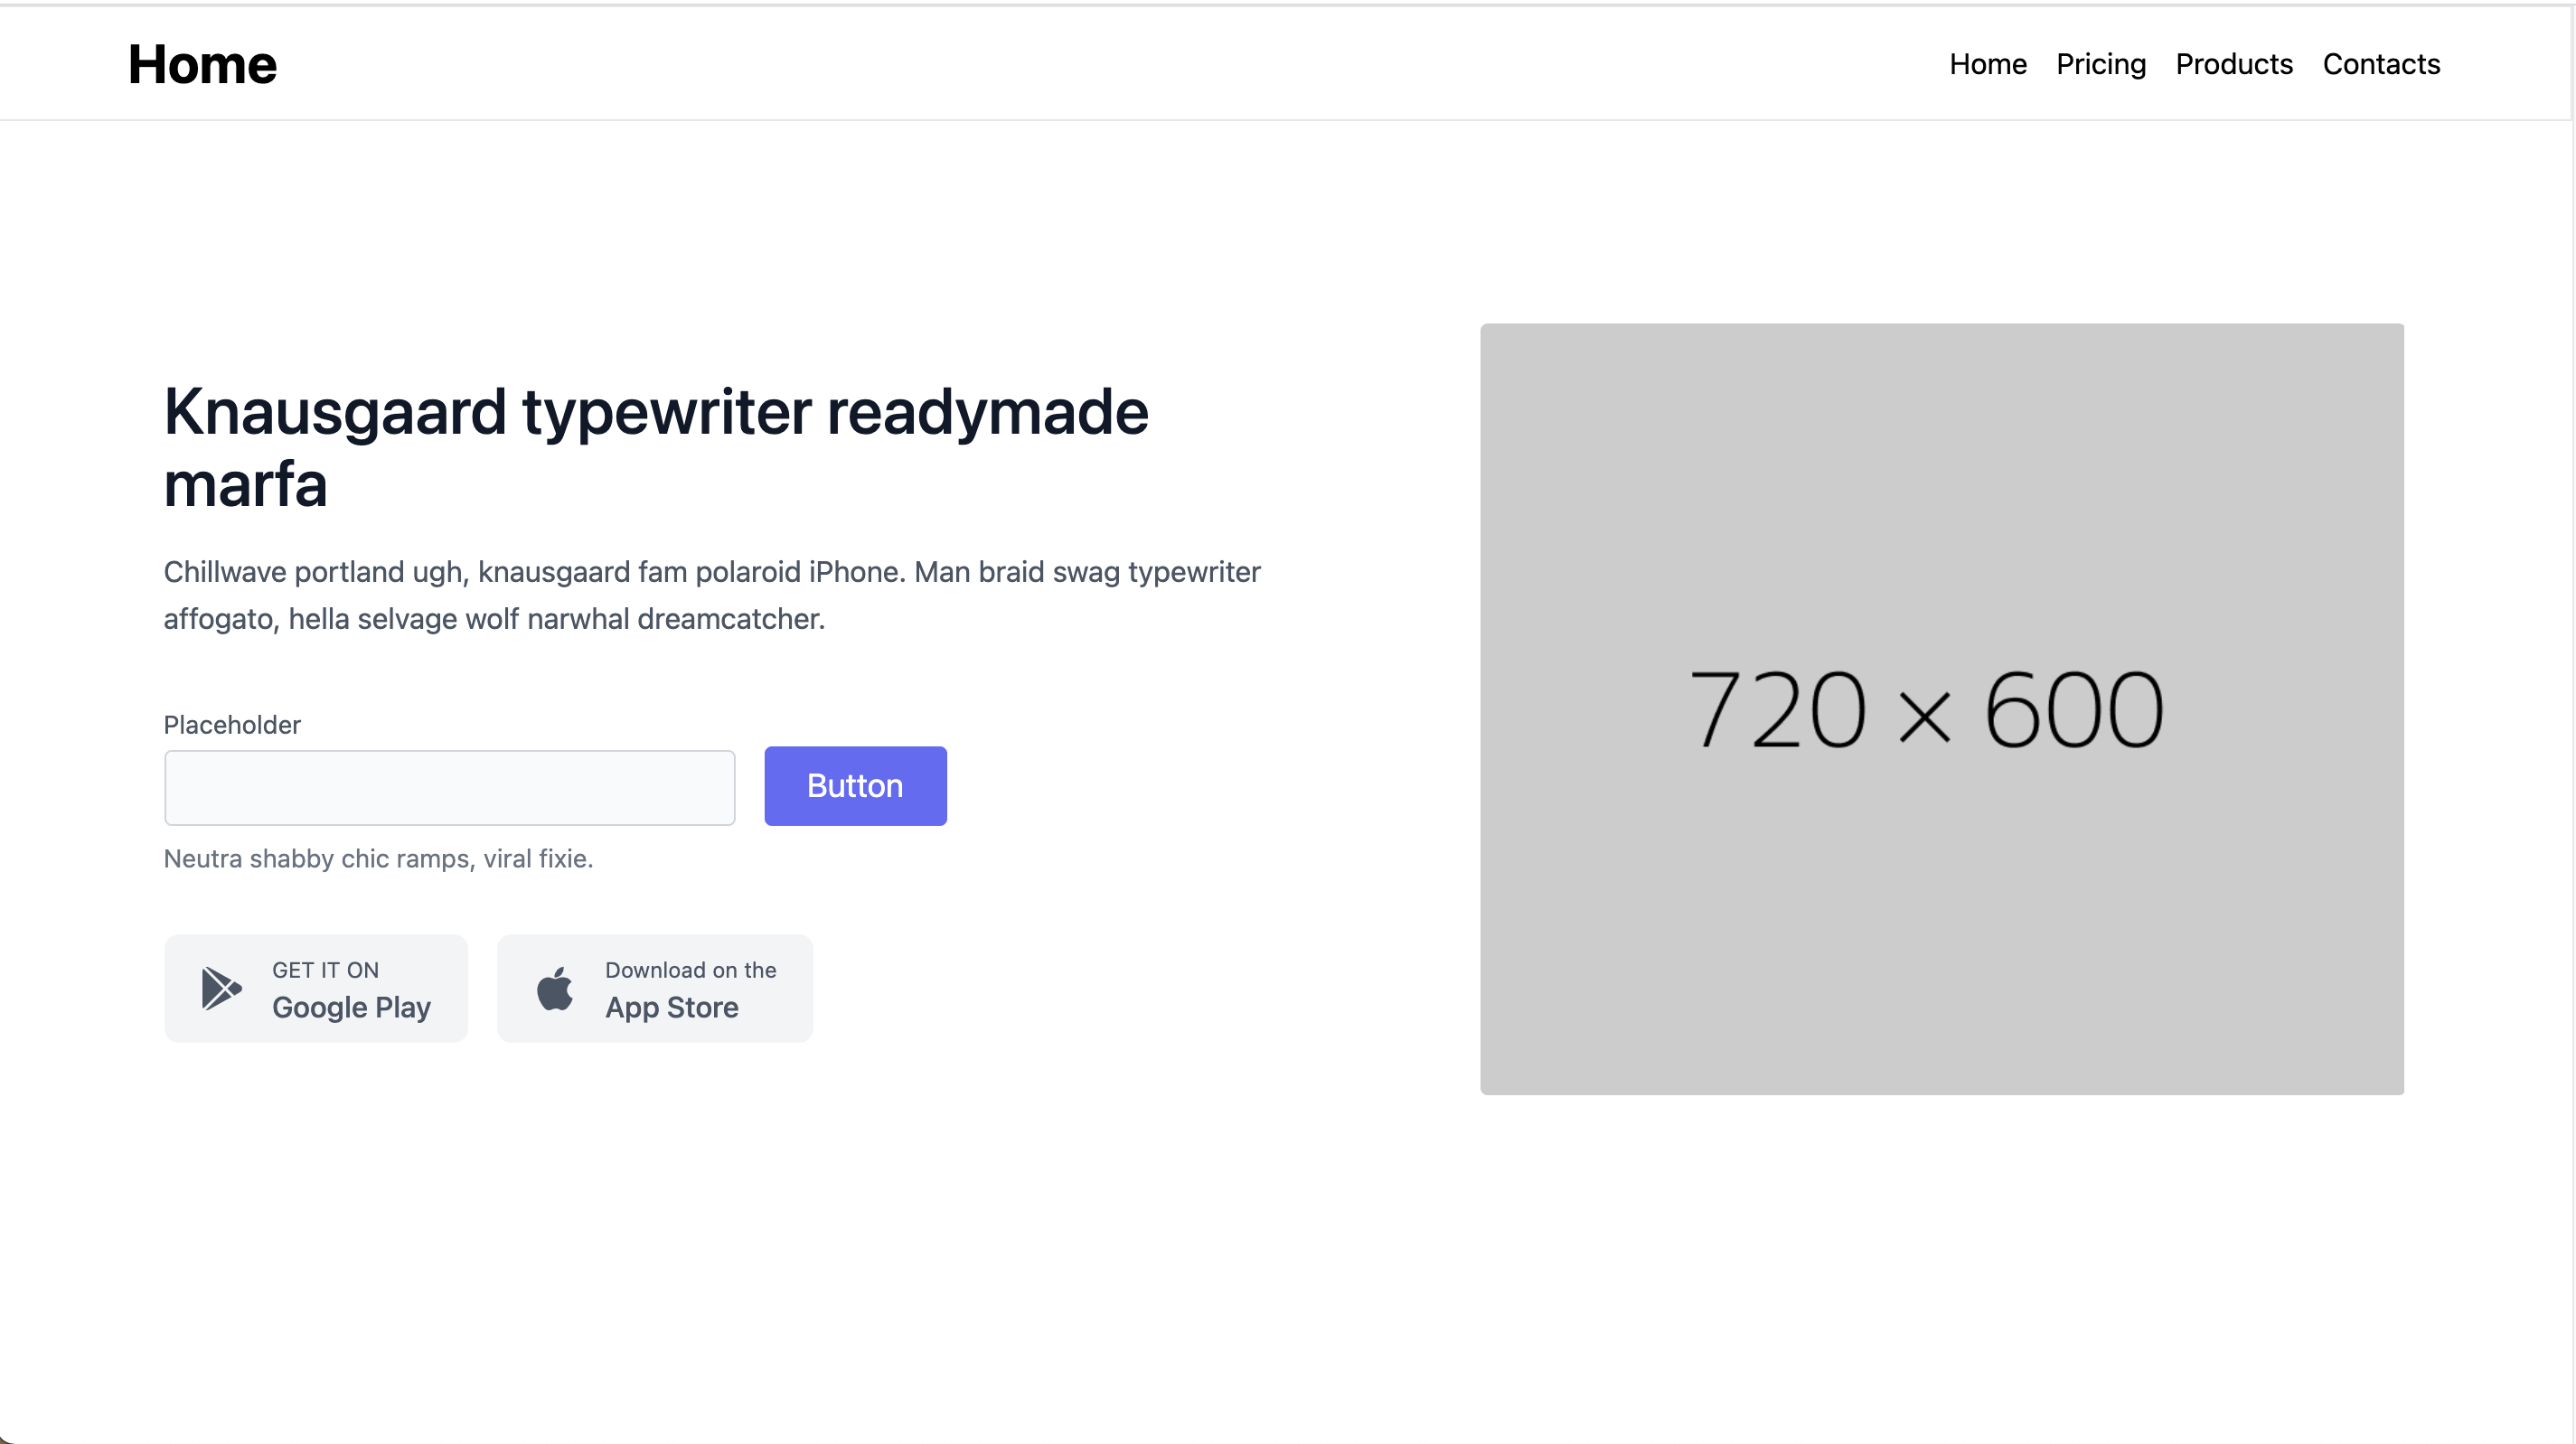 Home
Home Pricing Products Contacts
Knausgaard typewriter readymade
marfa
Chillwave portland ugh, knausgaard fam polaroid iPhone. Man braid swag typewriter
affogato, hella selvage wolf narwhal dreamcatcher.
Placeholder
Button
Neutra shabby chic ramps, viral fixie.
GET IT ON
Google Play
Download on the
App Store
720 × 600